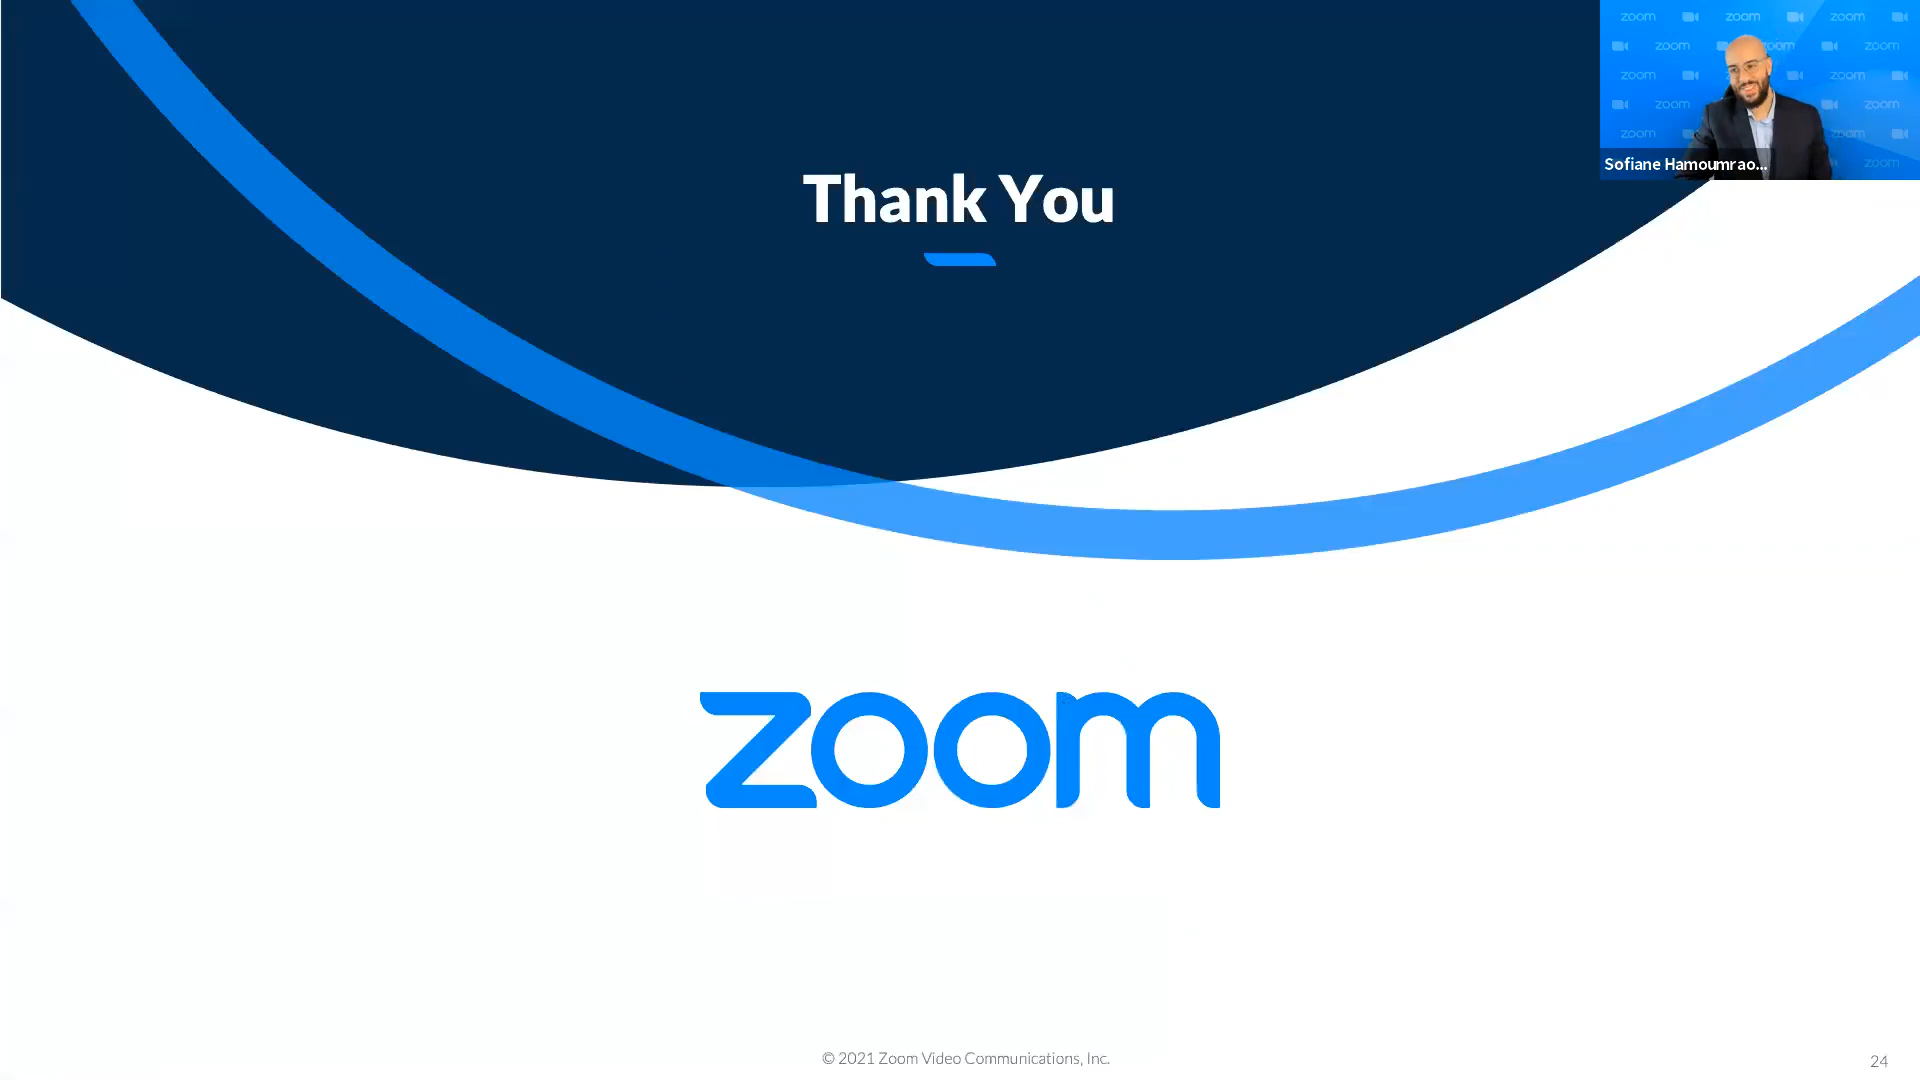 Thank You
Sofiane Hamoumrao...
zoom
© 2021 Zoom Video Communications, Inc.
24